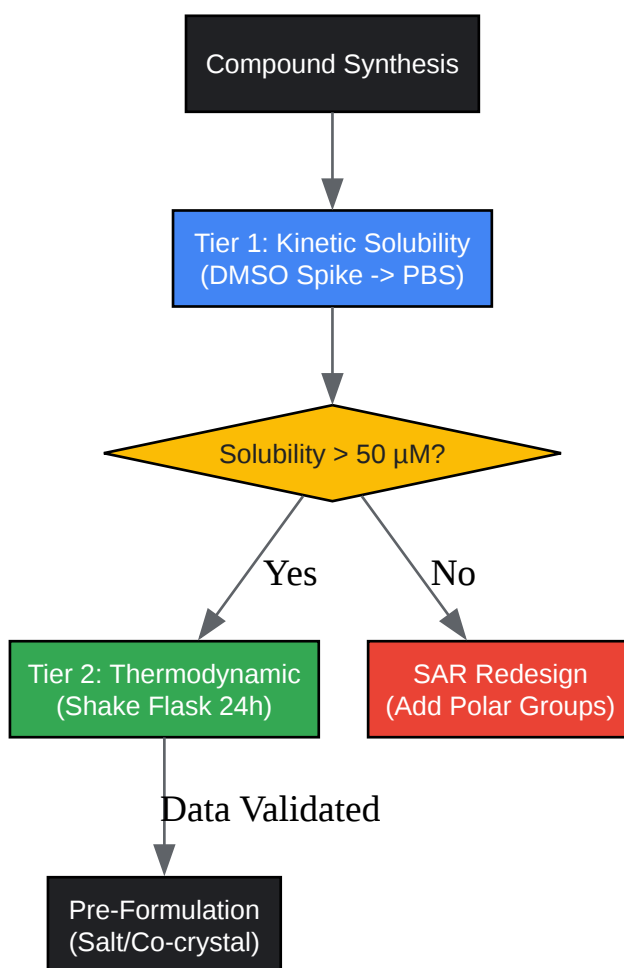 Compound Synthesis
Tier 1: Kinetic Solubility
(DMSO Spike -> PBS)
Solubility > 50 µM?
Yes
No
Tier 2: Thermodynamic
(Shake Flask 24h)
SAR Redesign
(Add Polar Groups)
Data Validated
Pre-Formulation
(Salt/Co-crystal)